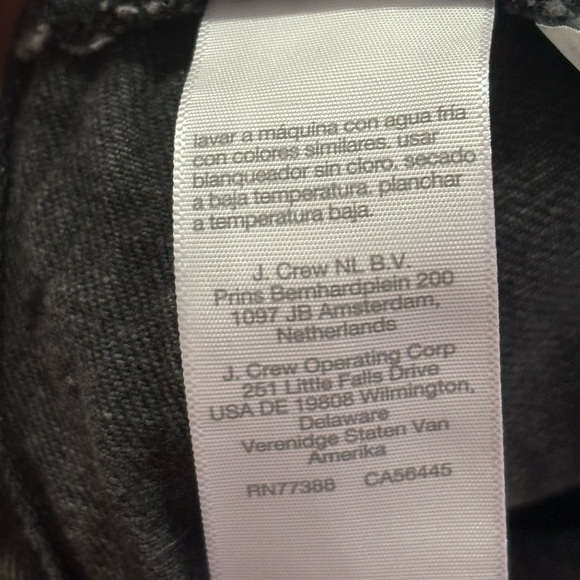 lavar a máquina con agua fría
con colores similares. usar
blanqueador sin cloro, secado
a baja temperatura, planchar
a temperatura baja.
J. Crew NL B.V.
Prins Bernhardplein 200
1097 JB Amsterdam,
Netherlands
J. Crew Operating Corp
251 Little Falls Drive
USA DE 19808 Wilmington,
Delaware
Verenidge Staten Van
Amerika
RN77388 CA56445